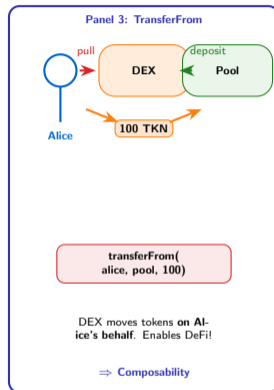 Panel 3: TransferFrom
pull
deposit
DEX
Pool
Alice
100 TKN
transferFrom(
alice, pool, 100)
DEX moves tokens on Al-
ice's behalf. Enables DeFi!
⇒ Composability